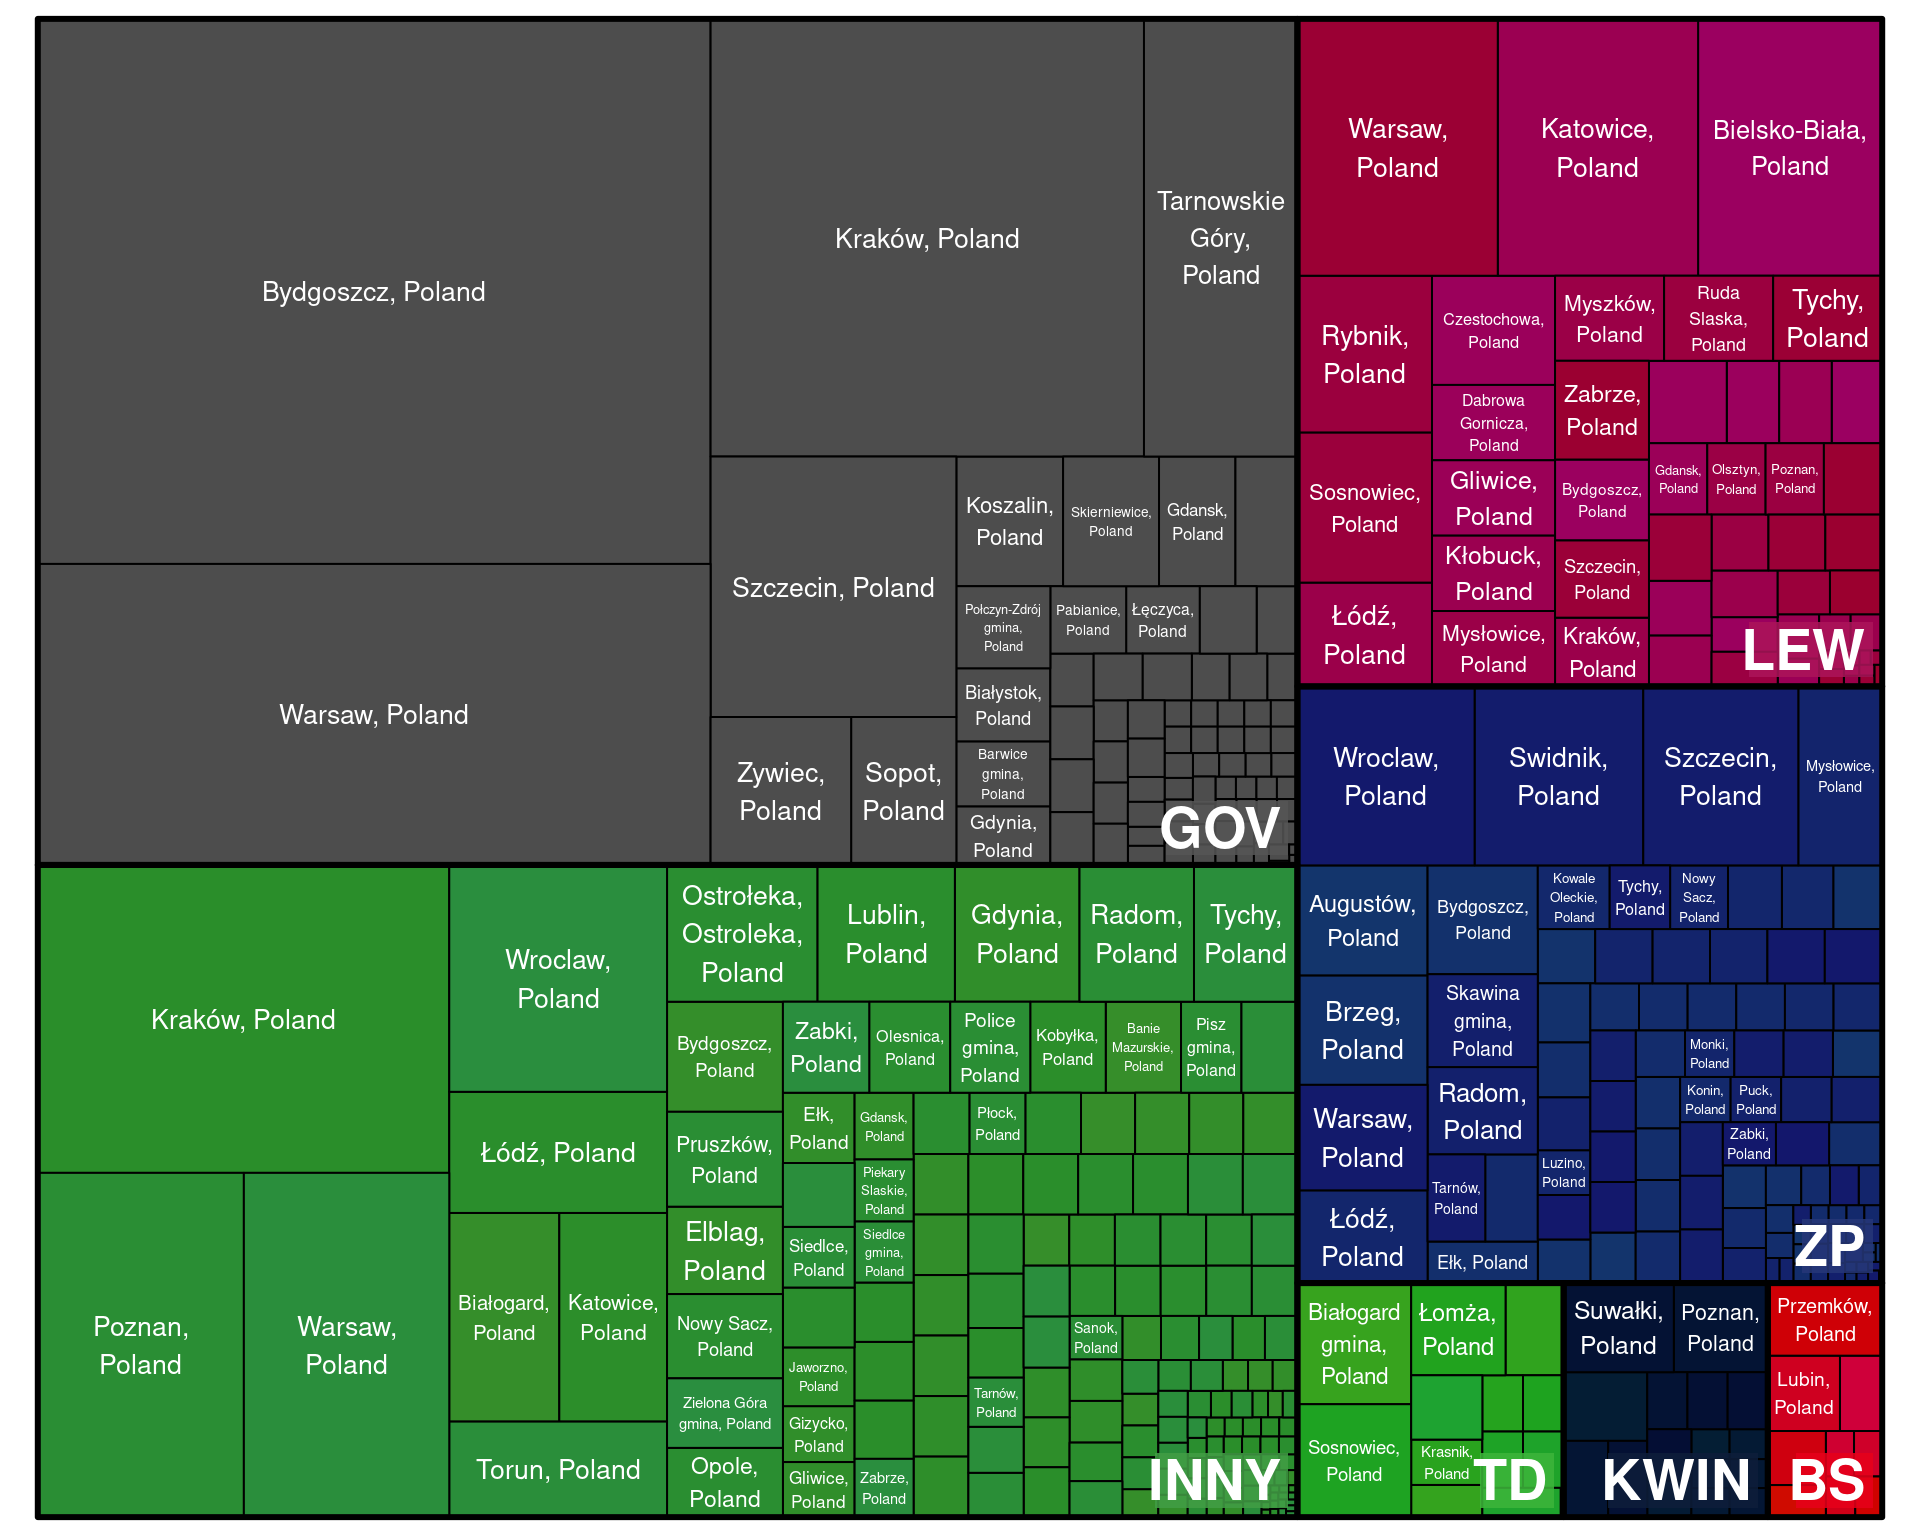 Bydgoszcz, Poland
Warsaw, Poland
Kraków, Poland
Tarnowskie
Góry,
Poland
Szczecin, Poland
Zywiec,
Poland
Sopot,
Poland
Koszalin,
Poland
Skierniewice,
Poland
Gdansk,
Poland
Połczyn-Zdrój
gmina,
Poland
Pabianice,
Poland
Łęczyca,
Poland
Białystok,
Poland
Barwice
gmina,
Poland
Gdynia,
Poland
GOV
Warsaw,
Poland
Katowice,
Poland
Bielsko-Biała,
Poland
Rybnik,
Poland
Sosnowiec,
Poland
Łódź,
Poland
Czestochowa,
Poland
Dabrowa
Gornicza,
Poland
Gliwice,
Poland
Kłobuck,
Poland
Mysłowice,
Poland
Myszków,
Poland
Ruda
Slaska,
Poland
Tychy,
Poland
Zabrze,
Poland
Bydgoszcz,
Poland
Szczecin,
Poland
Kraków,
Poland
Gdansk,
Poland
Olsztyn,
Poland
Poznan,
Poland
LEW
Wroclaw,
Poland
Swidnik,
Poland
Szczecin,
Poland
Mysłowice,
Poland
Augustów,
Poland
Brzeg,
Poland
Warsaw,
Poland
Łódź,
Poland
Bydgoszcz,
Poland
Skawina
gmina,
Poland
Radom,
Poland
Tarnów,
Poland
Ełk, Poland
Kowale
Oleckie,
Poland
Tychy,
Poland
Nowy
Sacz,
Poland
Monki,
Poland
Konin,
Poland
Puck,
Poland
Zabki,
Poland
Luzino,
Poland
ZP
Kraków, Poland
Poznan,
Poland
Warsaw,
Poland
Wroclaw,
Poland
Łódź, Poland
Białogard,
Poland
Katowice,
Poland
Torun, Poland
Ostrołeka,
Ostroleka,
Poland
Lublin,
Poland
Gdynia,
Poland
Radom,
Poland
Tychy,
Poland
Bydgoszcz,
Poland
Pruszków,
Poland
Elblag,
Poland
Nowy Sacz,
Poland
Zielona Góra
gmina, Poland
Opole,
Poland
Zabki,
Poland
Olesnica,
Poland
Police
gmina,
Poland
Kobyłka,
Poland
Banie
Mazurskie,
Poland
Pisz
gmina,
Poland
Ełk,
Poland
Gdansk,
Poland
Płock,
Poland
Piekary
Slaskie,
Poland
Siedlce,
Poland
Siedlce
gmina,
Poland
Jaworzno,
Poland
Gizycko,
Poland
Gliwice,
Poland
Zabrze,
Poland
Tarnów,
Poland
Sanok,
Poland
INNY
Białogard
gmina,
Poland
Łomża,
Poland
Sosnowiec,
Poland
Krasnik,
Poland
TD
Suwałki,
Poland
Poznan,
Poland
KWIN
Przemków,
Poland
Lubin,
Poland
BS